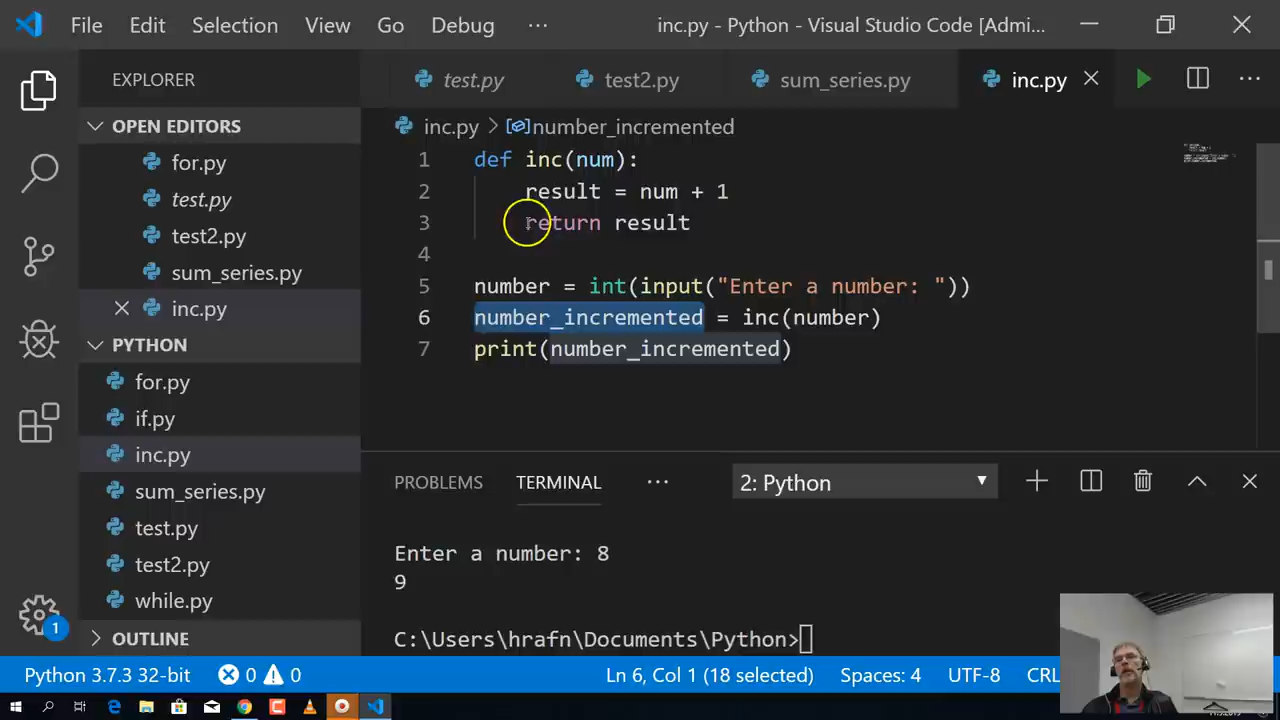 File Edit Selection View Go Debug ··· inc.py - Python - Visual Studio Code [Admi...
EXPLORER
OPEN EDITORS
for.py
test.py
test2.py
sum_series.py
inc.py
PYTHON
for.py
if.py
inc.py
sum_series.py
test.py
test2.py
while.py
OUTLINE
1
test.py test2.py sum_series.py inc.py
inc.py > number_incremented
1 def inc(num):
2 result = num + 1
3 return result
4
5 number = int(input("Enter a number: "))
6 number_incremented = inc(number)
7 print(number_incremented)
PROBLEMS TERMINAL ··· 2: Python
Enter a number: 8
9
C:\Users\hrafn\Documents\Python>
Python 3.7.3 32-bit 0 0 Ln 6, Col 1 (18 selected) Spaces: 4 UTF-8 CRL